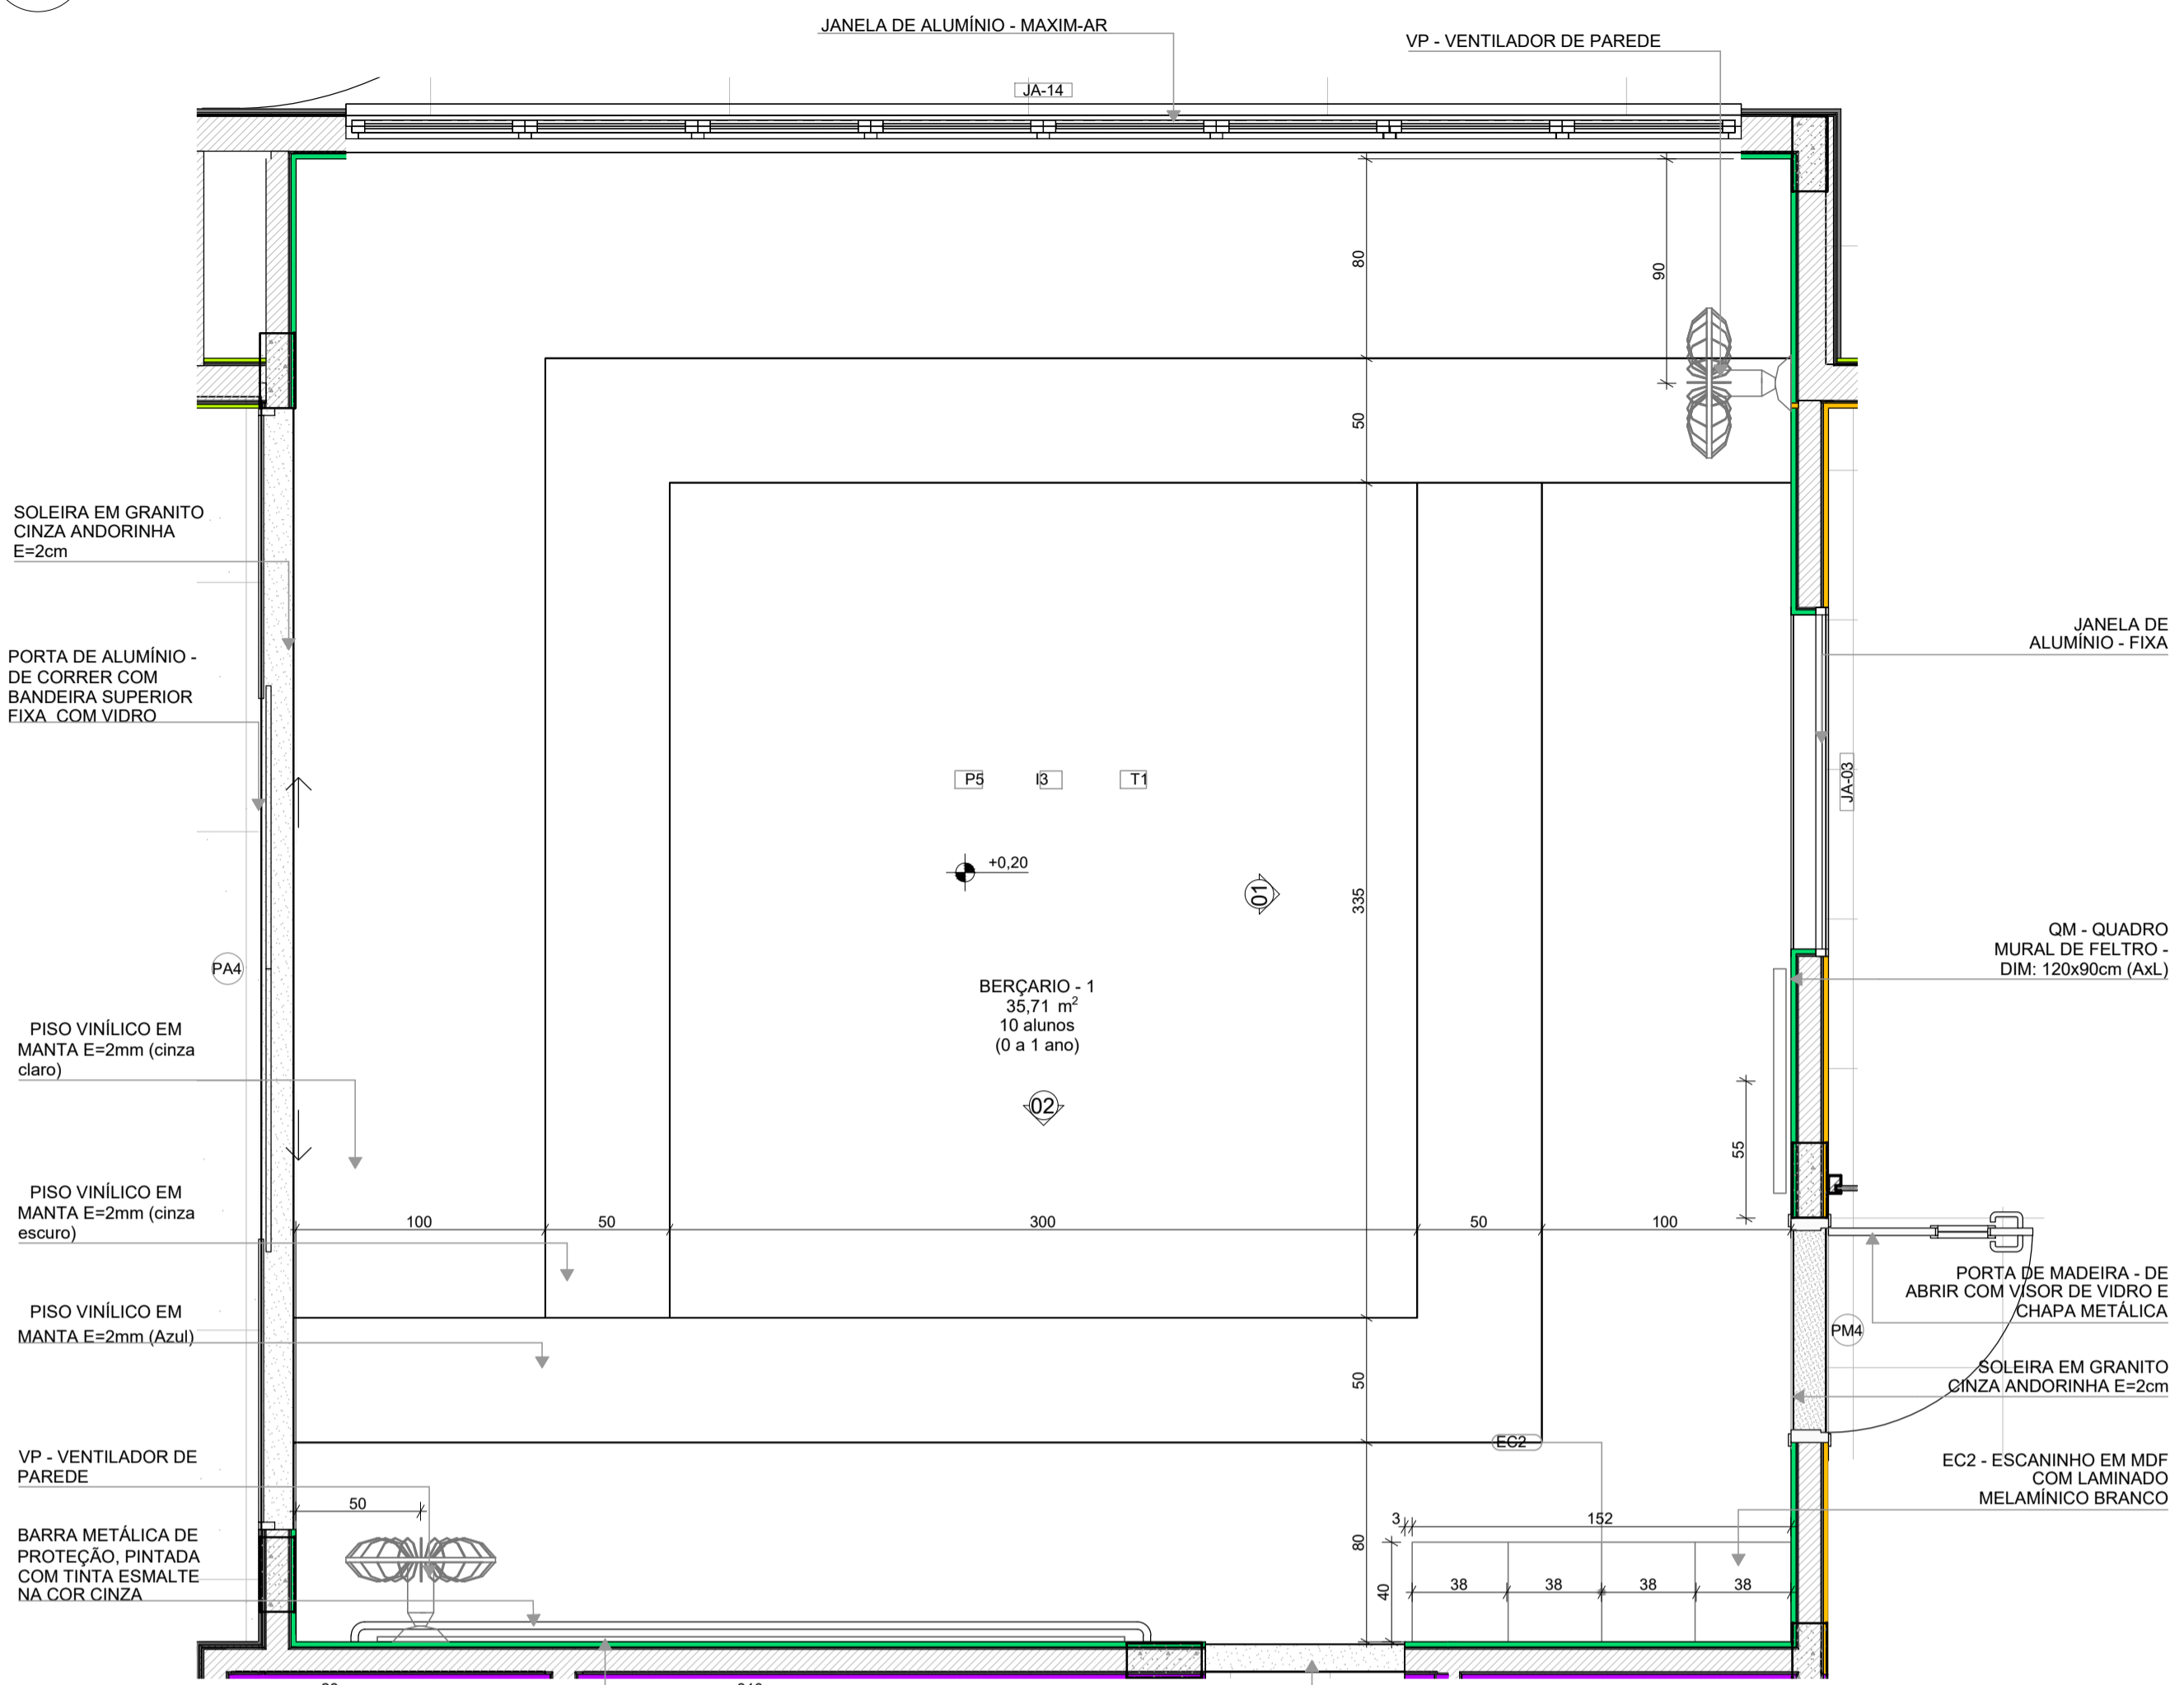 JANELA DE ALUMÍNIO - MAXIM-AR
VP - VENTILADOR DE PAREDE
JA-14
80
90
50
SOLEIRA EM GRANITO
CINZA ANDORINHA
E=2cm
JANELA DE
ALUMÍNIO - FIXA
PORTA DE ALUMÍNIO -
DE CORRER COM
BANDEIRA SUPERIOR
FIXA COM VIDRO
P5
I3
T1
JA-03
+0,20
335
01
QM - QUADRO
MURAL DE FELTRO -
DIM: 120x90cm (AxL)
PA4
BERÇARIO - 1
35,71 m²
10 alunos
(0 a 1 ano)
PISO VINÍLICO EM
MANTA E=2mm (cinza
claro)
02
55
PISO VINÍLICO EM
MANTA E=2mm (cinza
escuro)
100
50
300
50
100
PORTA DE MADEIRA - DE
ABRIR COM VISOR DE VIDRO E
CHAPA METÁLICA
PISO VINÍLICO EM
MANTA E=2mm (Azul)
PM4
SOLEIRA EM GRANITO
CINZA ANDORINHA E=2cm
50
EC2
VP - VENTILADOR DE
PAREDE
EC2 - ESCANINHO EM MDF
COM LAMINADO
MELAMÍNICO BRANCO
50
3
152
80
BARRA METÁLICA DE
PROTEÇÃO, PINTADA
COM TINTA ESMALTE
NA COR CINZA
40
38
38
38
38